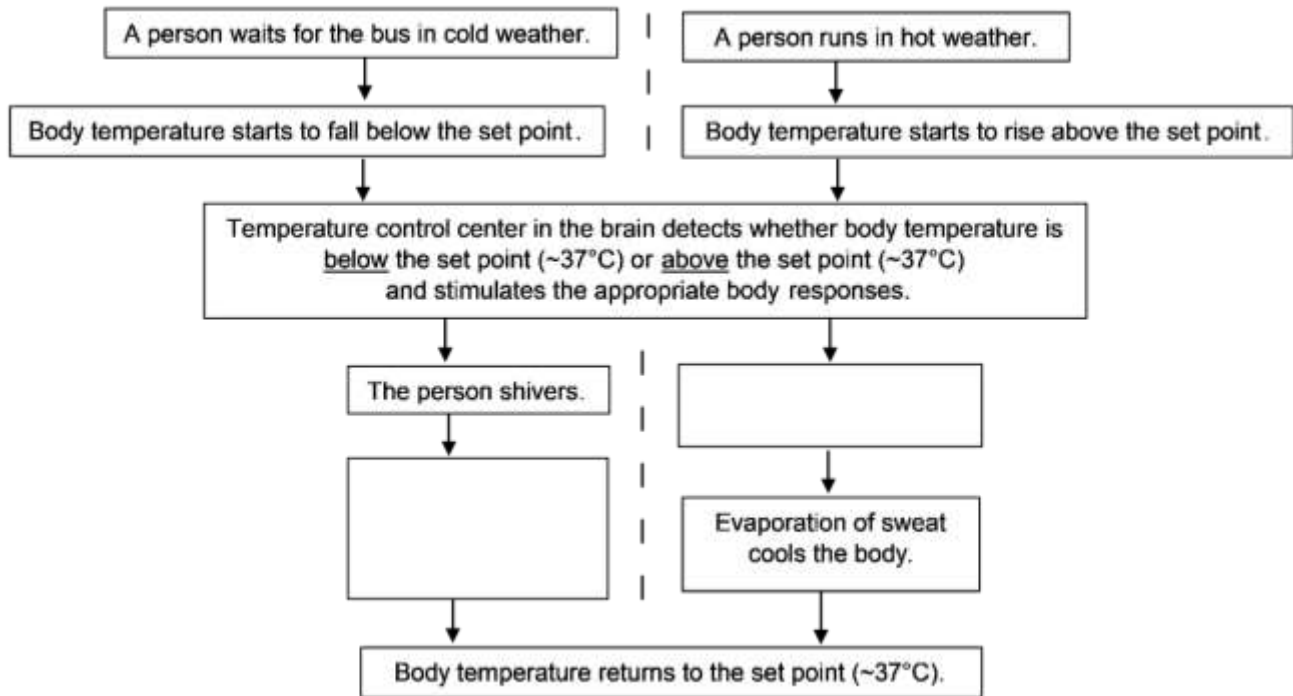 A person waits for the bus in cold weather.
A person runs in hot weather.
Body temperature starts to fall below the set point.
Body temperature starts to rise above the set point.
Temperature control center in the brain detects whether body temperature is
below the set point (~37°C) or above the set point (~37°C)
and stimulates the appropriate body responses.
The person shivers.
Evaporation of sweat
cools the body.
Body temperature returns to the set point (~37°C).